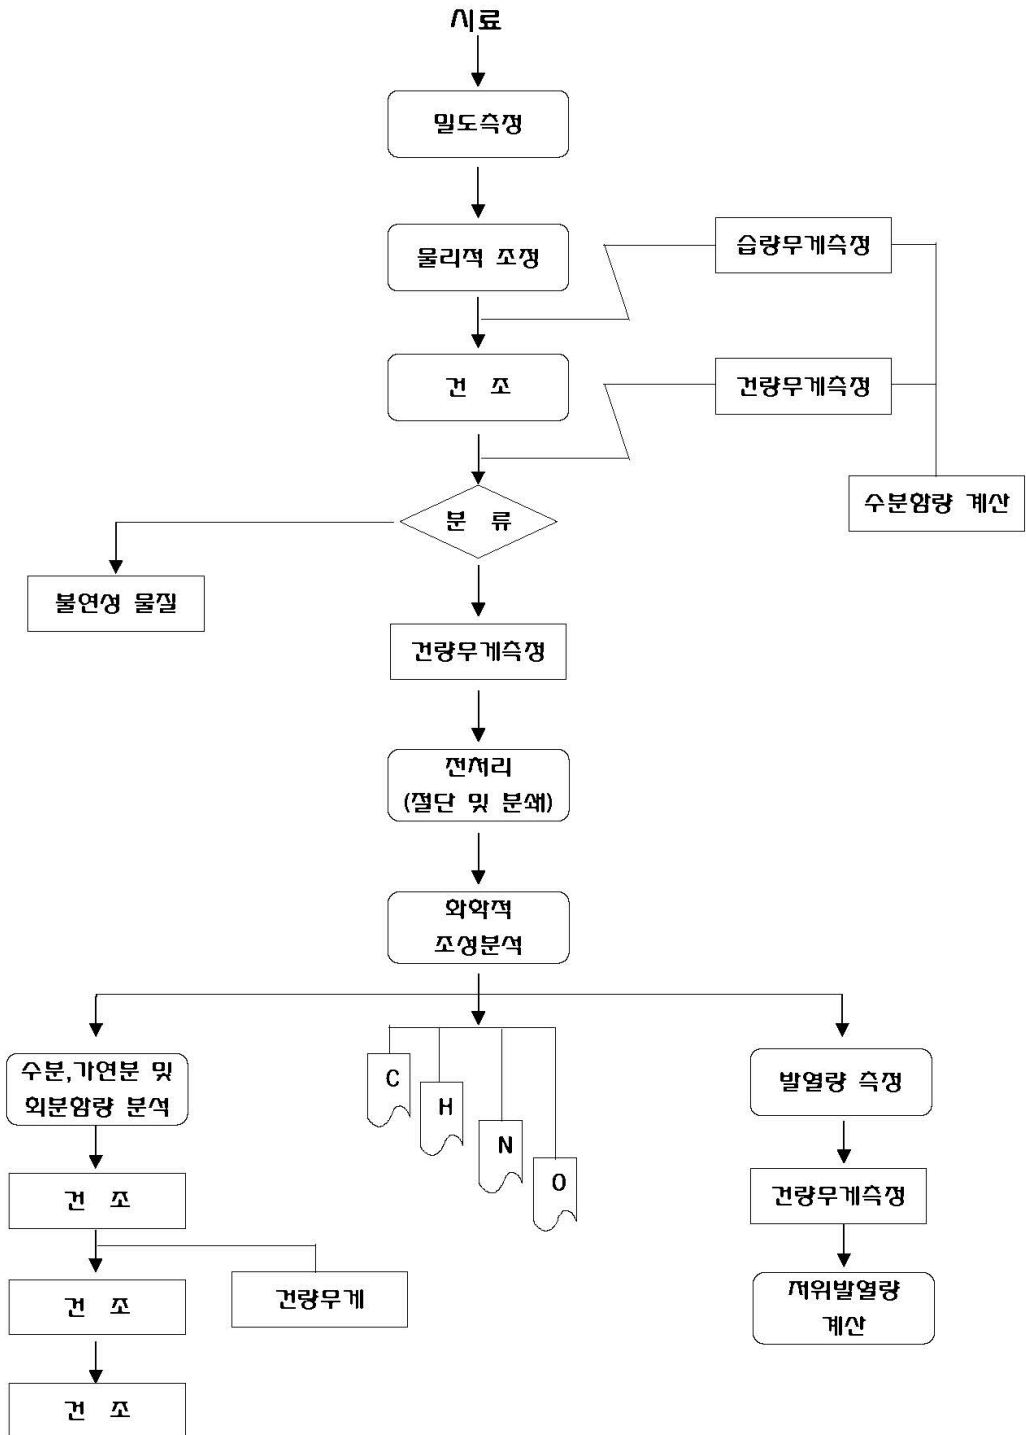 시료
밀도측정
물리적 조정
습량무게측정
건 조
건량무게측정
수분함량 계산
분 류
불연성 물질
건량무게측정
전처리
(절단 및 분쇄)
화학적
조성분석
수분,가연분 및
회분함량 분석
C
H
N
O
발열량 측정
건 조
건량무게측정
건 조
건량무게
저위발열량
계산
건 조